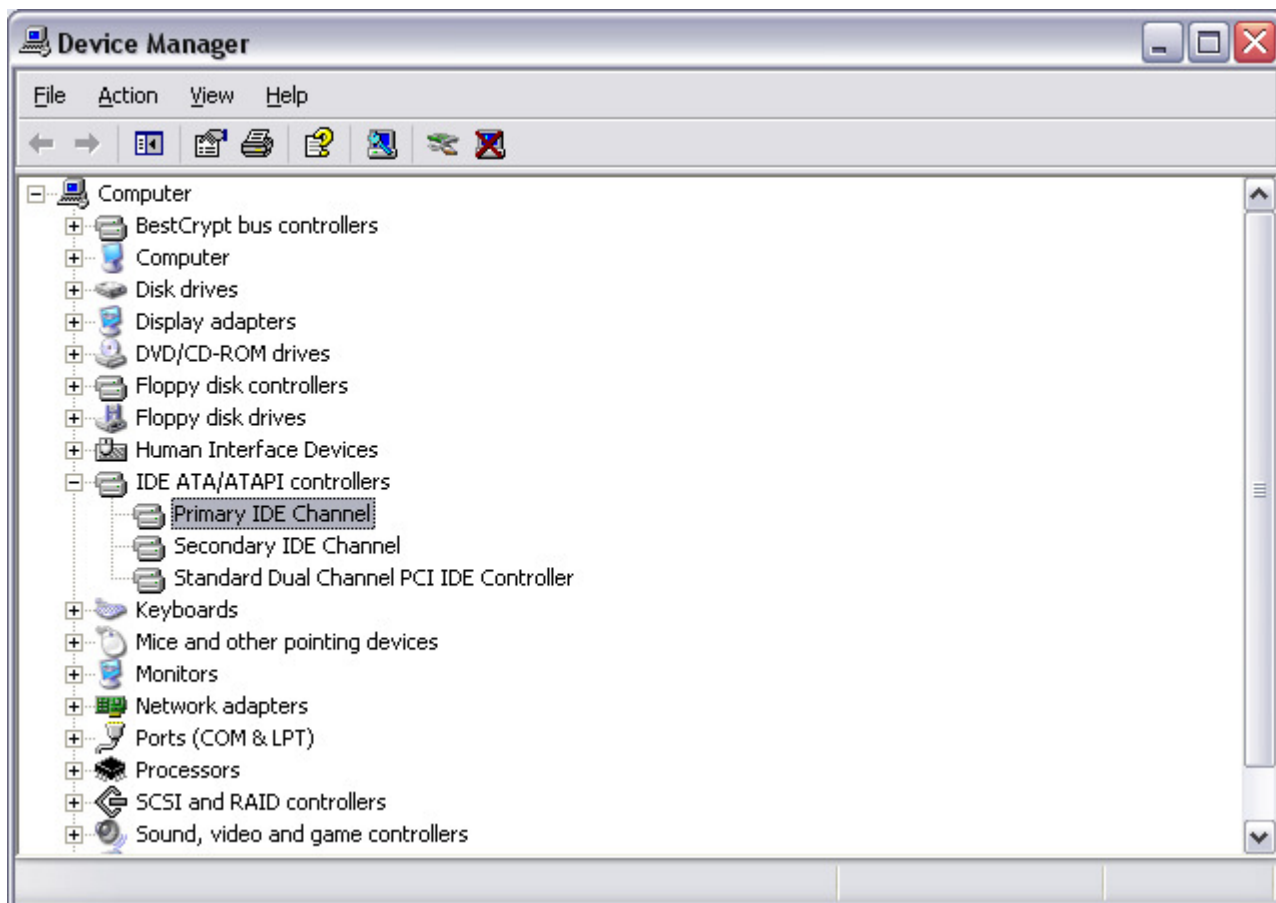 Device Manager
File Action View Help
Computer
BestCrypt bus controllers
Computer
Disk drives
Display adapters
DVD/CD-ROM drives
Floppy disk controllers
Floppy disk drives
Human Interface Devices
IDE ATA/ATAPI controllers
Primary IDE Channel
Secondary IDE Channel
Standard Dual Channel PCI IDE Controller
Keyboards
Mice and other pointing devices
Monitors
Network adapters
Ports (COM & LPT)
Processors
SCSI and RAID controllers
Sound, video and game controllers